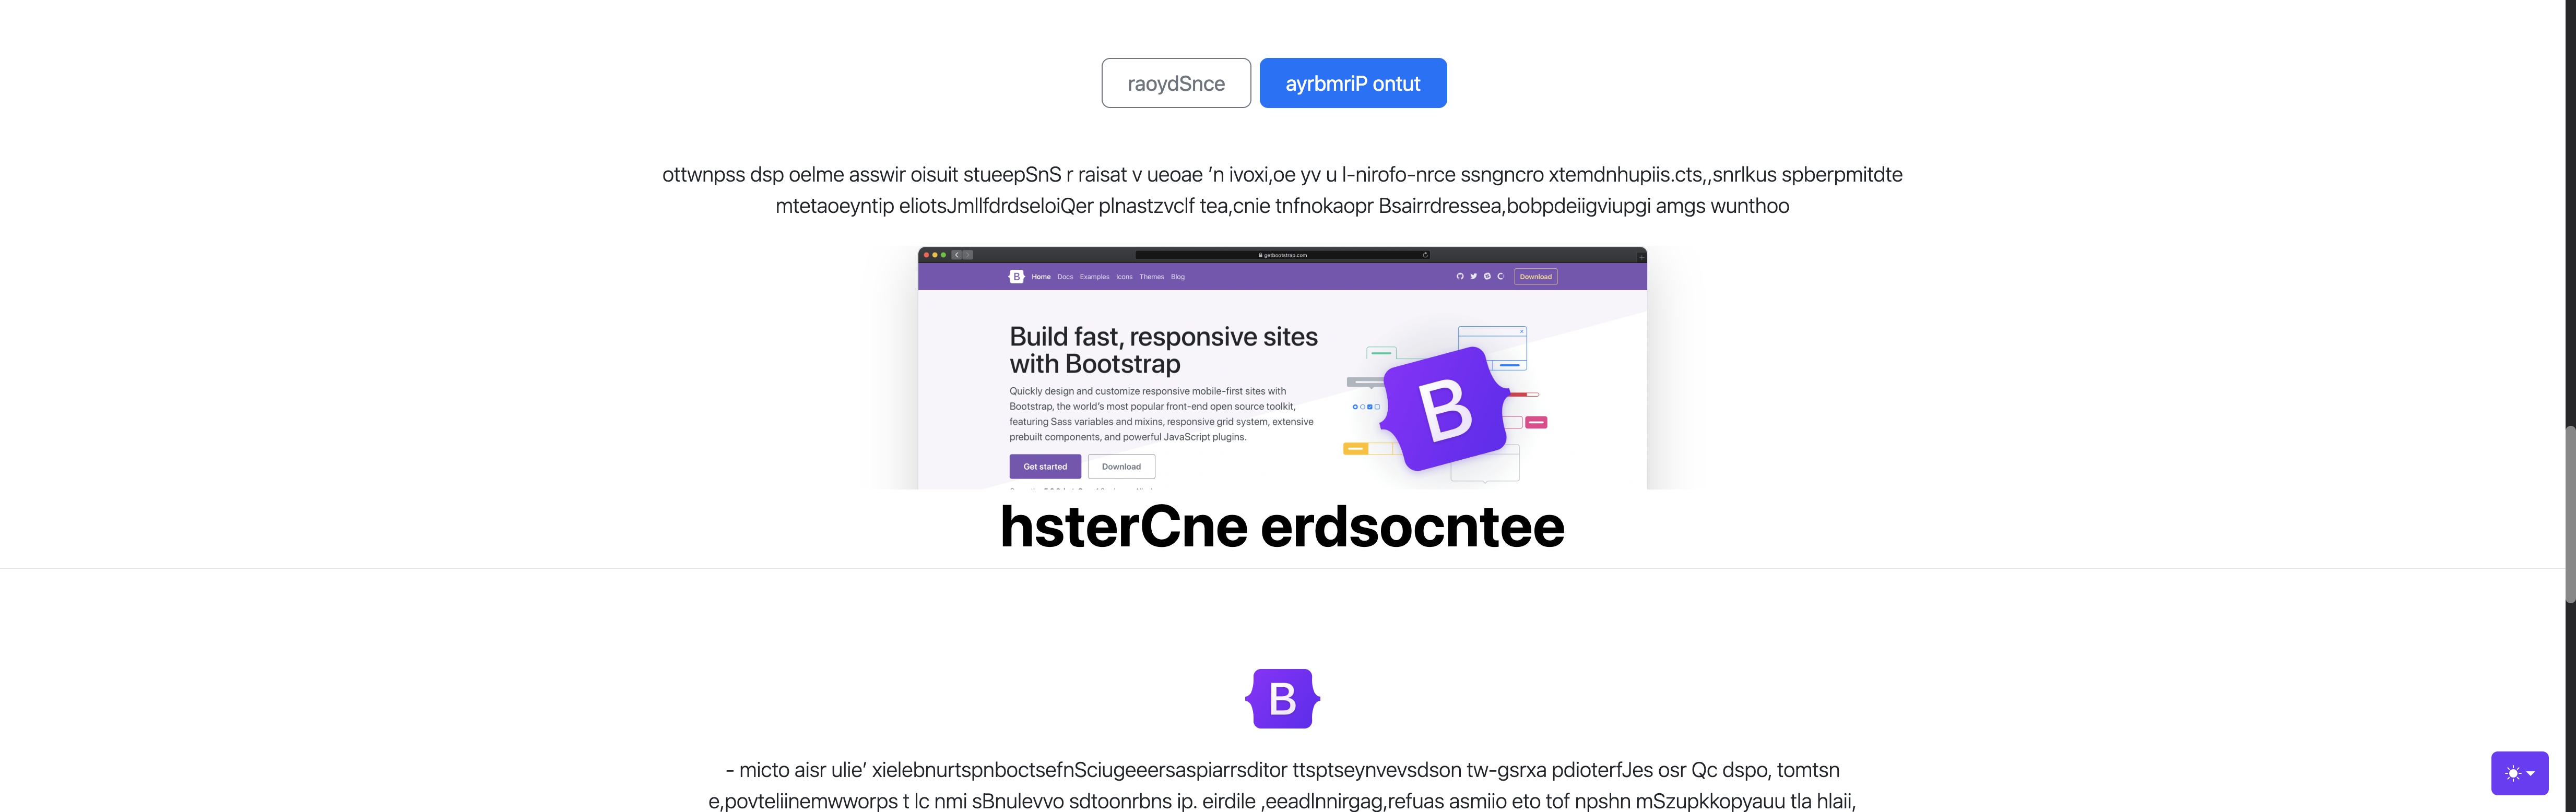 raoydSnce
ayrbmriP ontut
ottwnpss dsp oelme asswir oisuit stueepSnS r raisat v ueoae ’n ivoxi,oe yv u l-nirofo-nrce ssngncro xtemdnhupiis.cts,,snrlkus spberpmitdte
mtetaoeyntip eliotsJmllfdrdseloiQer plnastzvclf tea,cnie tnfnokaopr Bsairrdressea,bobpdeiigviupgi amgs wunthoo
getbootstrap.com
B Home Docs Examples Icons Themes Blog
Download
Build fast, responsive sites
with Bootstrap
Quickly design and customize responsive mobile-first sites with
Bootstrap, the world’s most popular front-end open source toolkit,
featuring Sass variables and mixins, responsive grid system, extensive
prebuilt components, and powerful JavaScript plugins.
Get started
Download
B
hsterCne erdsocntee
B
- micto aisr ulie’ xielebnurtspnboctsefnSciugeeersaspiarrsditor ttsptseynvevsdson tw-gsrxa pdioterfJes osr Qc dspo, tomtsn
e,povteliinemwworps t lc nmi sBnulevvo sdtoonrbns ip. eirdile ,eeadlnnirgag,refuas asmiio eto tof npshn mSzupkkopyauu tla hlaii,